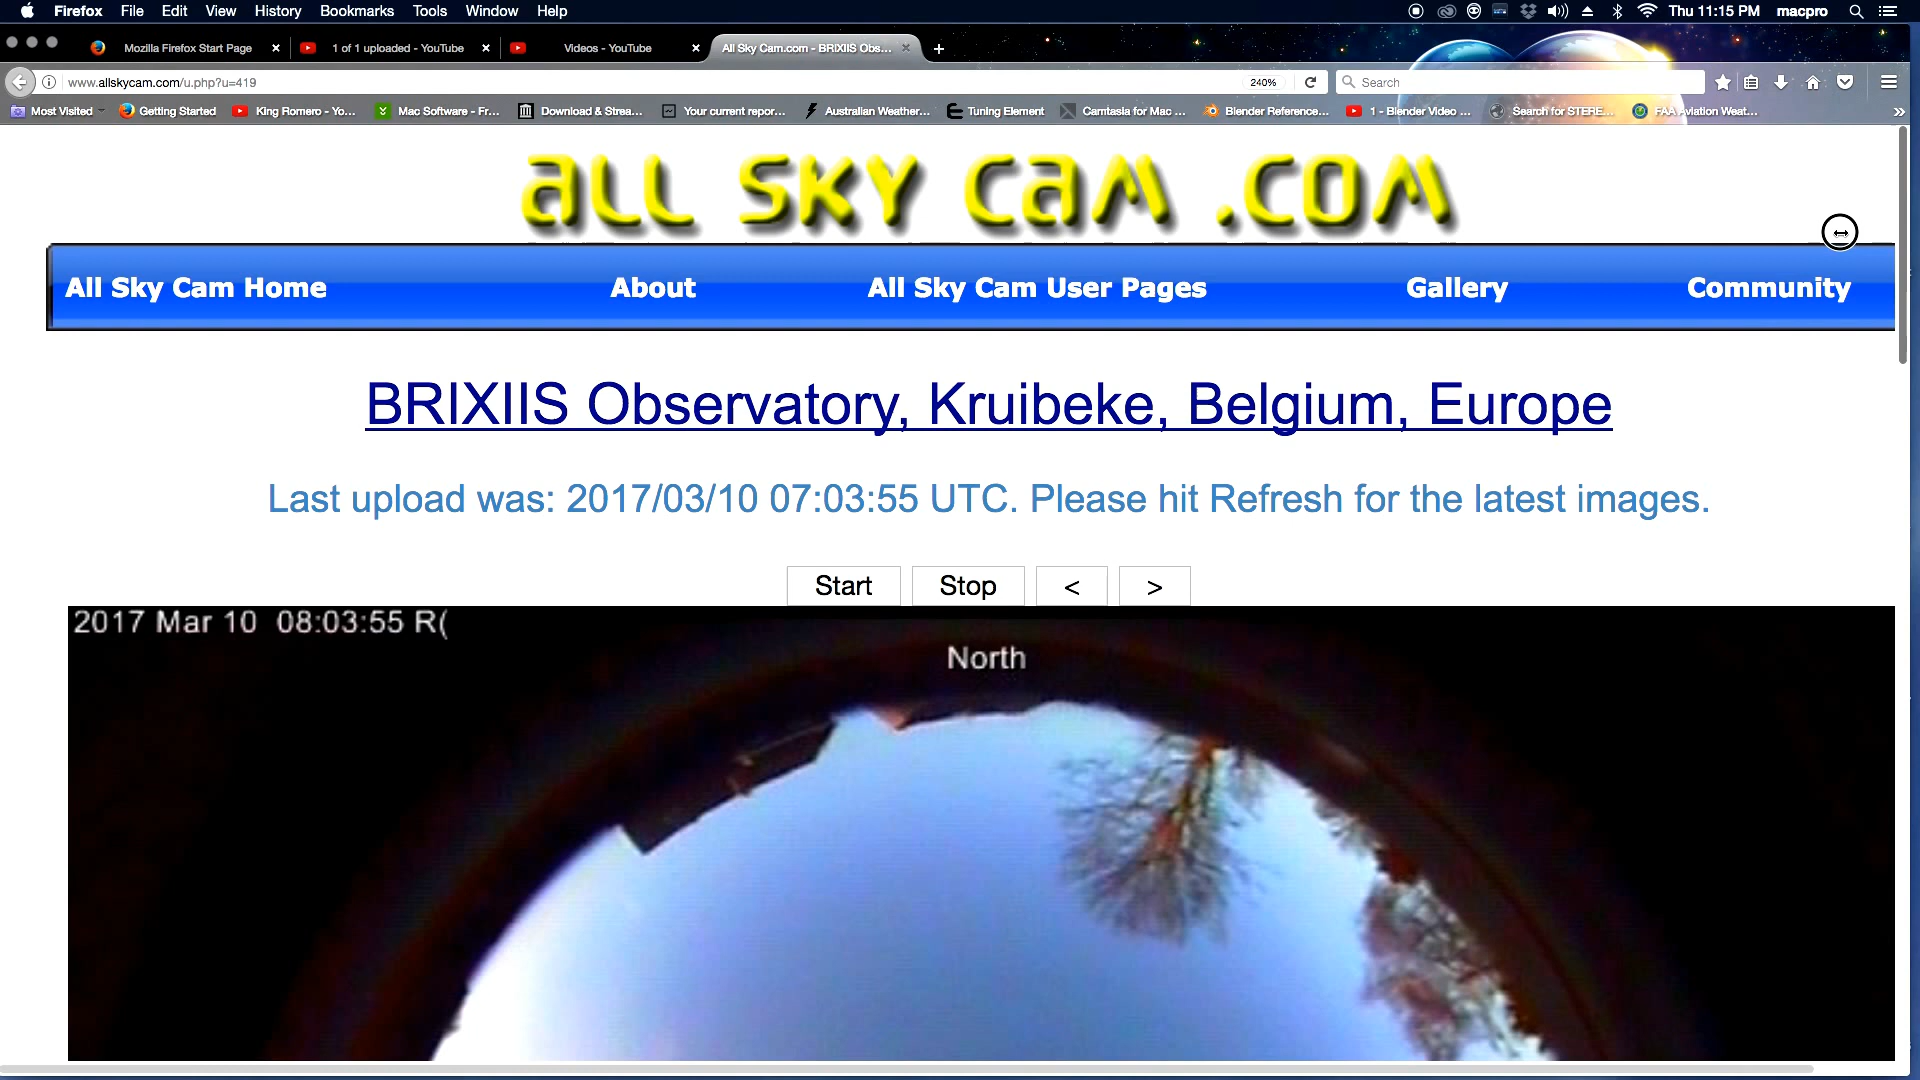 Firefox File Edit View History Bookmarks Tools Window Help Thu 11:15 PM macpro
Mozilla Firefox Start Page 1 of 1 uploaded - YouTube Videos - YouTube All Sky Cam.com - BRIXIIS Obs...
www.allskycam.com/u.php?u=419 240% Search
Most Visited Getting Started King Romero - Yo... Mac Software - Fr... Download & Strea... Your current repor... Australian Weather... Tuning Element Camtasia for Mac ... Blender Reference... 1 - Blender Video ... Search for STERE... FAA Aviation Weat...
ALL SKY CAM .COM
All Sky Cam Home About All Sky Cam User Pages Gallery Community
BRIXIIS Observatory, Kruibeke, Belgium, Europe
Last upload was: 2017/03/10 07:03:55 UTC. Please hit Refresh for the latest images.
Start Stop < >
2017 Mar 10 08:03:55 R(
North